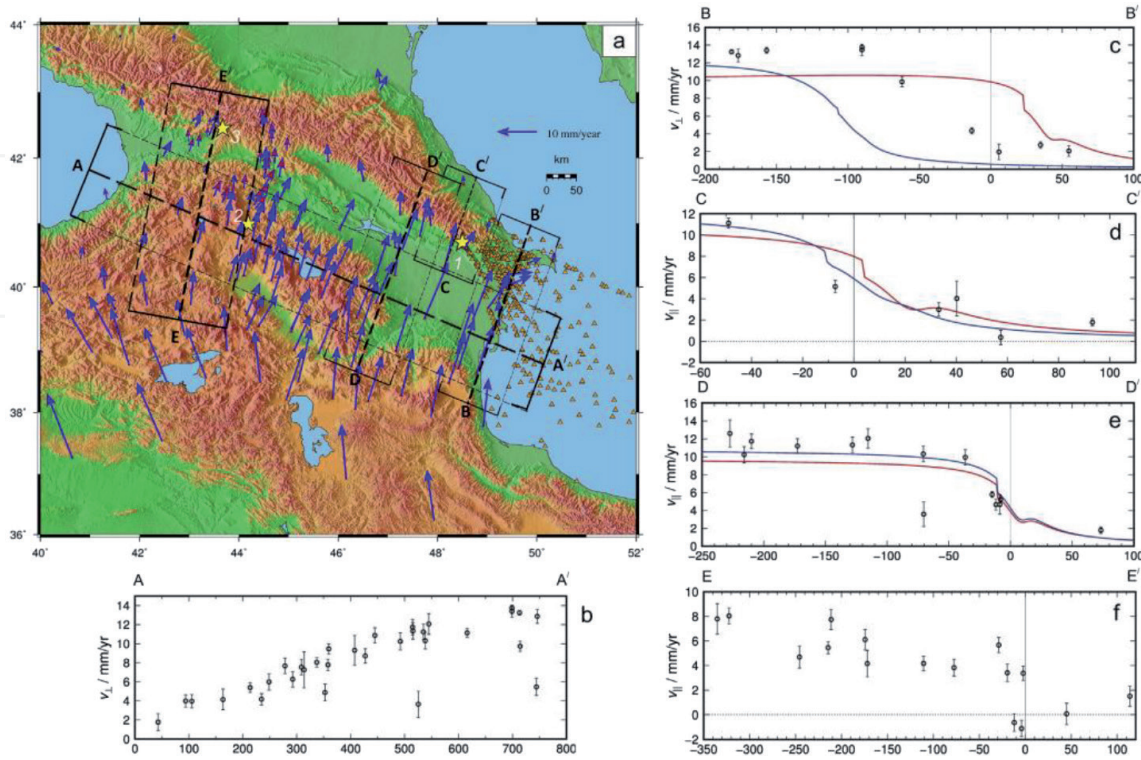 a
10 mm/year
km
0 50
E
3
A
2
D′
C′
B′
1
C
E
D
A′
B
44˚
42˚
40˚
38˚
36˚
40˚ 42˚ 44˚ 46˚ 48˚ 50˚ 52˚
A A′
b
v⊥ / mm/yr
14
12
10
8
6
4
2
0
0 100 200 300 400 500 600 700 800
B B′
c
v⊥ / mm/yr
16
14
12
10
8
6
4
2
0
−200 −150 −100 −50 0 50 100
C C′
d
v|| / mm/yr
12
10
8
6
4
2
0
−2
−60 −40 −20 0 20 40 60 80 100
D D′
e
v|| / mm/yr
16
14
12
10
8
6
4
2
0
−250 −200 −150 −100 −50 0 50 100
E E′
f
v|| / mm/yr
10
8
6
4
2
0
−2
−350 −300 −250 −200 −150 −100 −50 0 50 100